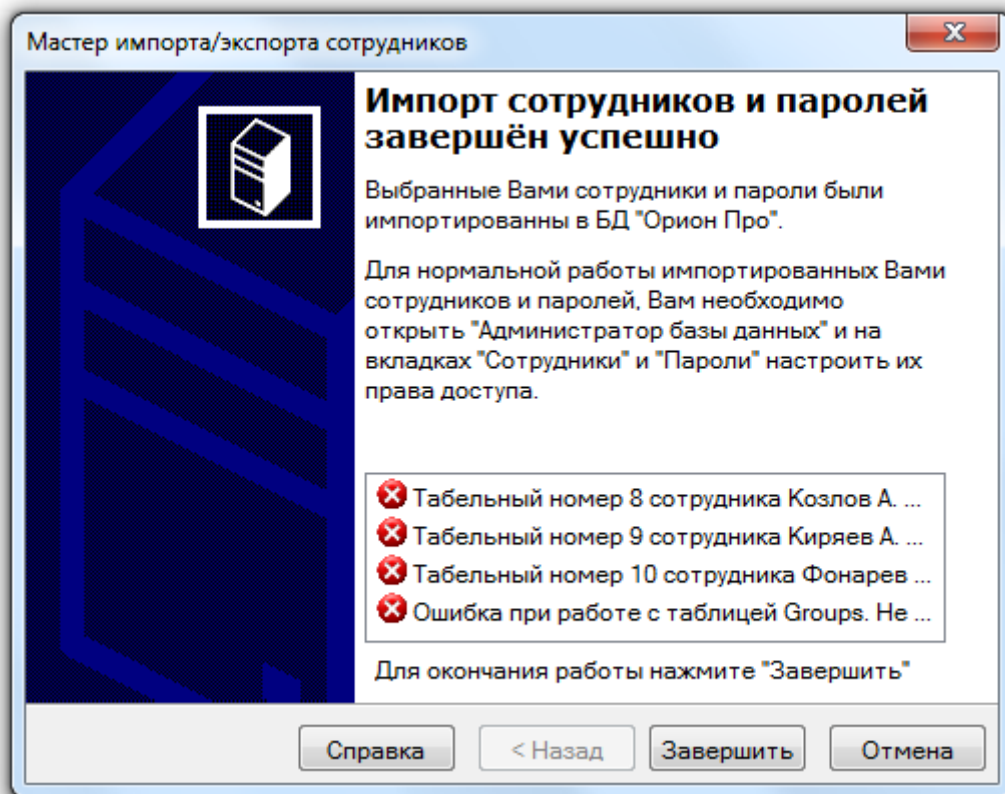 Мастер импорта/экспорта сотрудников
Импорт сотрудников и паролей
завершён успешно
Выбранные Вами сотрудники и пароли были
импортированны в БД "Орион Про".
Для нормальной работы импортированных Вами
сотрудников и паролей, Вам необходимо
открыть "Администратор базы данных" и на
вкладках "Сотрудники" и "Пароли" настроить их
права доступа.
Табельный номер 8 сотрудника Козлов А. ...
Табельный номер 9 сотрудника Киряев А. ...
Табельный номер 10 сотрудника Фонарев ...
Ошибка при работе с таблицей Groups. Не ...
Для окончания работы нажмите "Завершить"
Справка < Назад Завершить Отмена